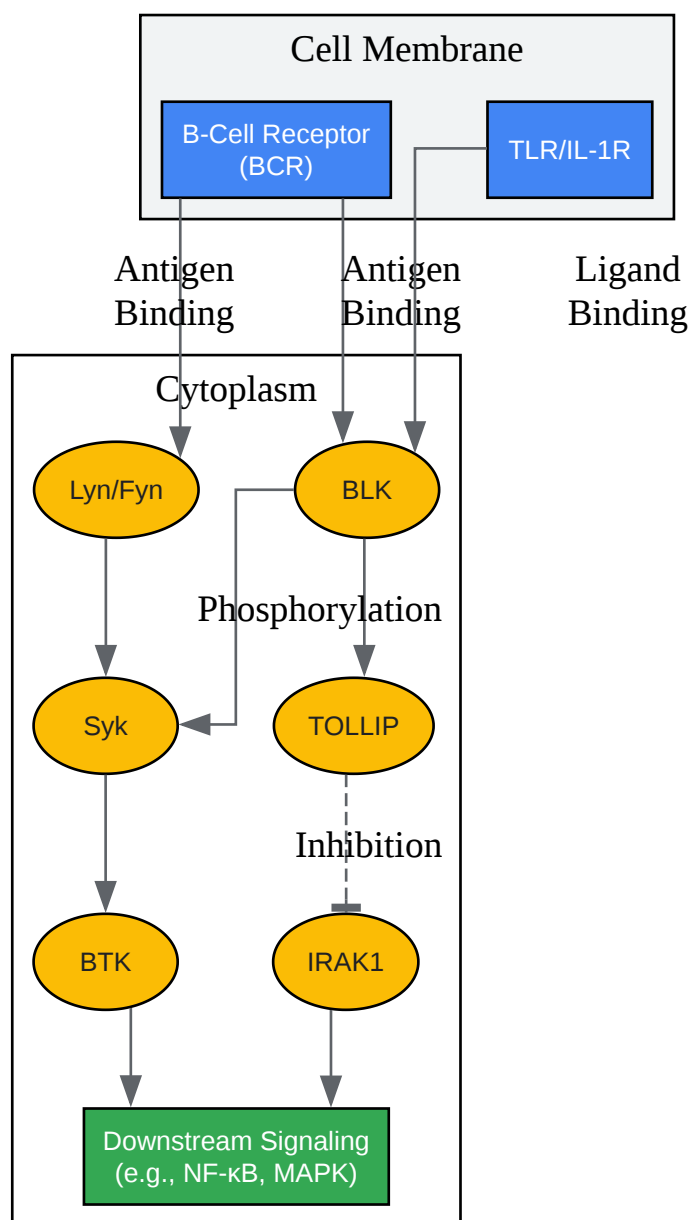 Cell Membrane
B-Cell Receptor
(BCR)
TLR/IL-1R
Antigen
Binding
Antigen
Binding
Ligand
Binding
Cytoplasm
Lyn/Fyn
BLK
Phosphorylation
Syk
TOLLIP
Inhibition
BTK
IRAK1
Downstream Signaling
(e.g., NF-κB, MAPK)